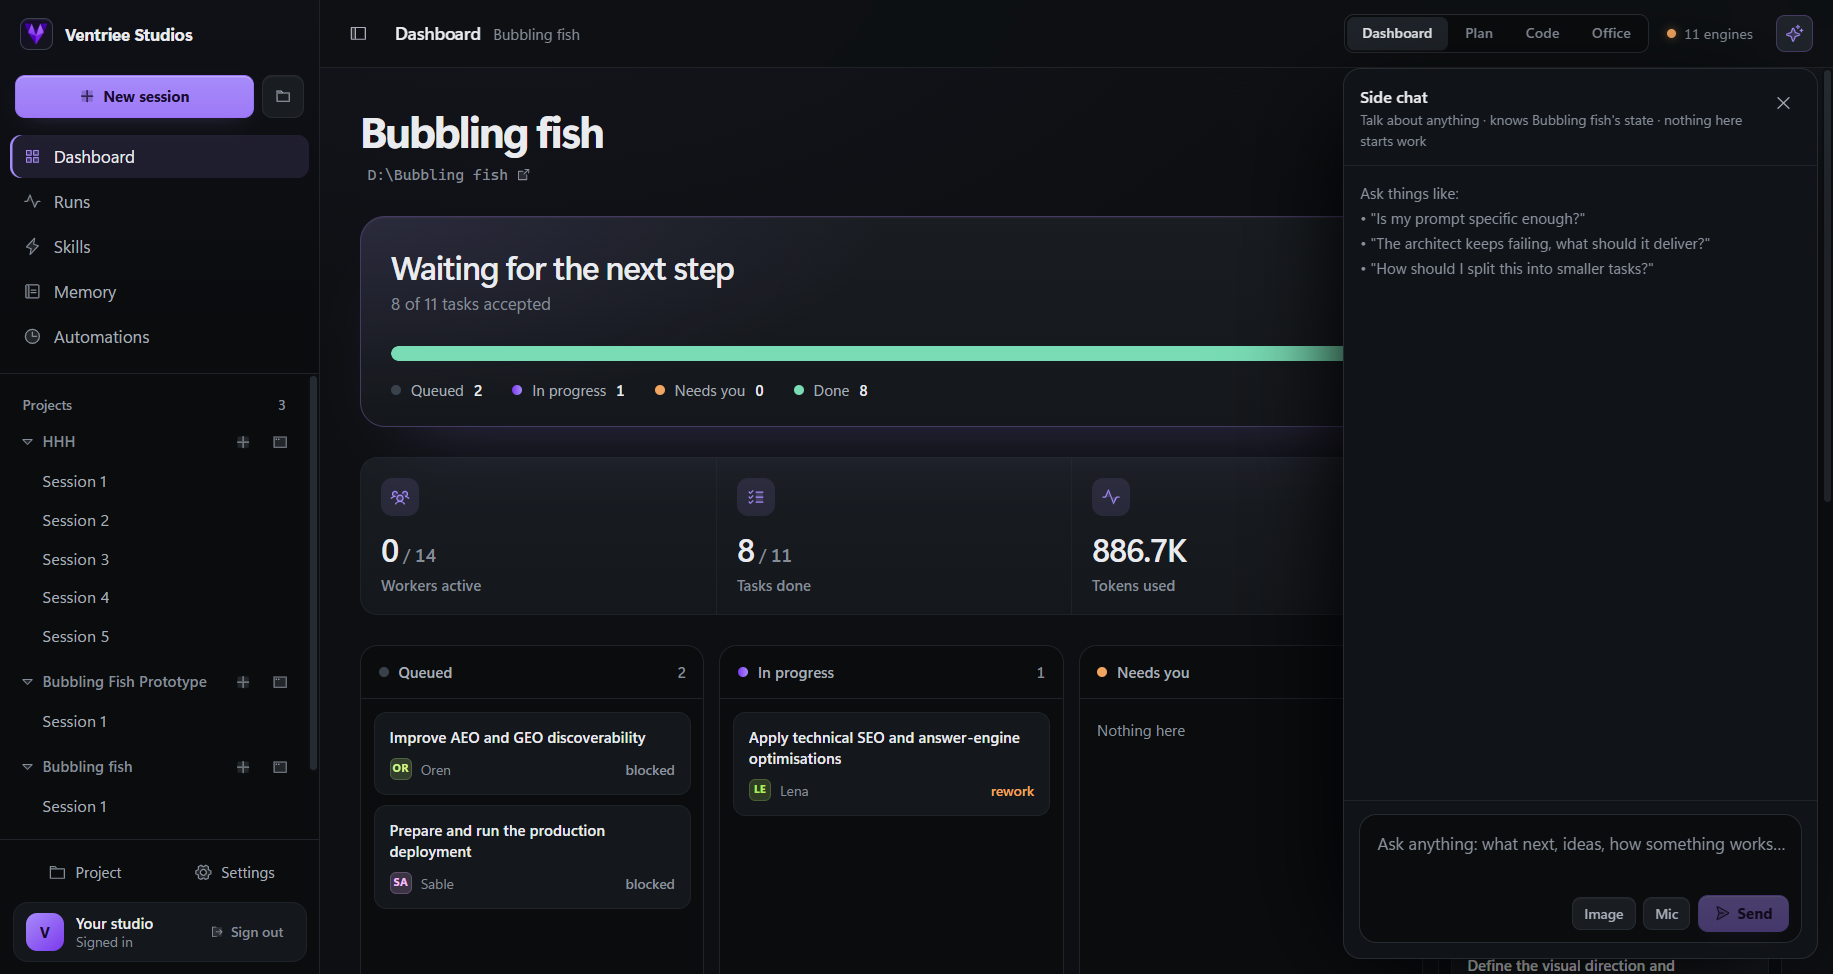 Ventriee Studios
New session
Dashboard
Runs
Skills
Memory
Automations
Projects 3
HHH
Session 1
Session 2
Session 3
Session 4
Session 5
Bubbling Fish Prototype
Session 1
Bubbling fish
Session 1
Project Settings
V
Your studio
Signed in
Sign out
Dashboard Bubbling fish
Dashboard Plan Code Office
11 engines
Bubbling fish
D:\Bubbling fish
Waiting for the next step
8 of 11 tasks accepted
Queued 2 In progress 1 Needs you 0 Done 8
0 / 14
Workers active
8 / 11
Tasks done
886.7K
Tokens used
Queued 2
Improve AEO and GEO discoverability
OR Oren blocked
Prepare and run the production
deployment
SA Sable blocked
In progress 1
Apply technical SEO and answer-engine
optimisations
LE Lena rework
Needs you
Nothing here
Side chat
Talk about anything · knows Bubbling fish's state · nothing here
starts work
Ask things like:
• "Is my prompt specific enough?"
• "The architect keeps failing, what should it deliver?"
• "How should I split this into smaller tasks?"
Ask anything: what next, ideas, how something works...
Image Mic Send
Define the visual direction and